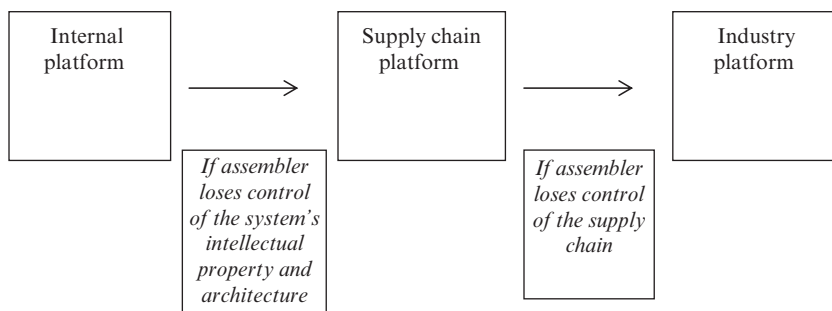 Internal
platform
Supply chain
platform
Industry
platform
If assembler
loses control
of the system’s
intellectual
property and
architecture
If assembler
loses control
of the supply
chain